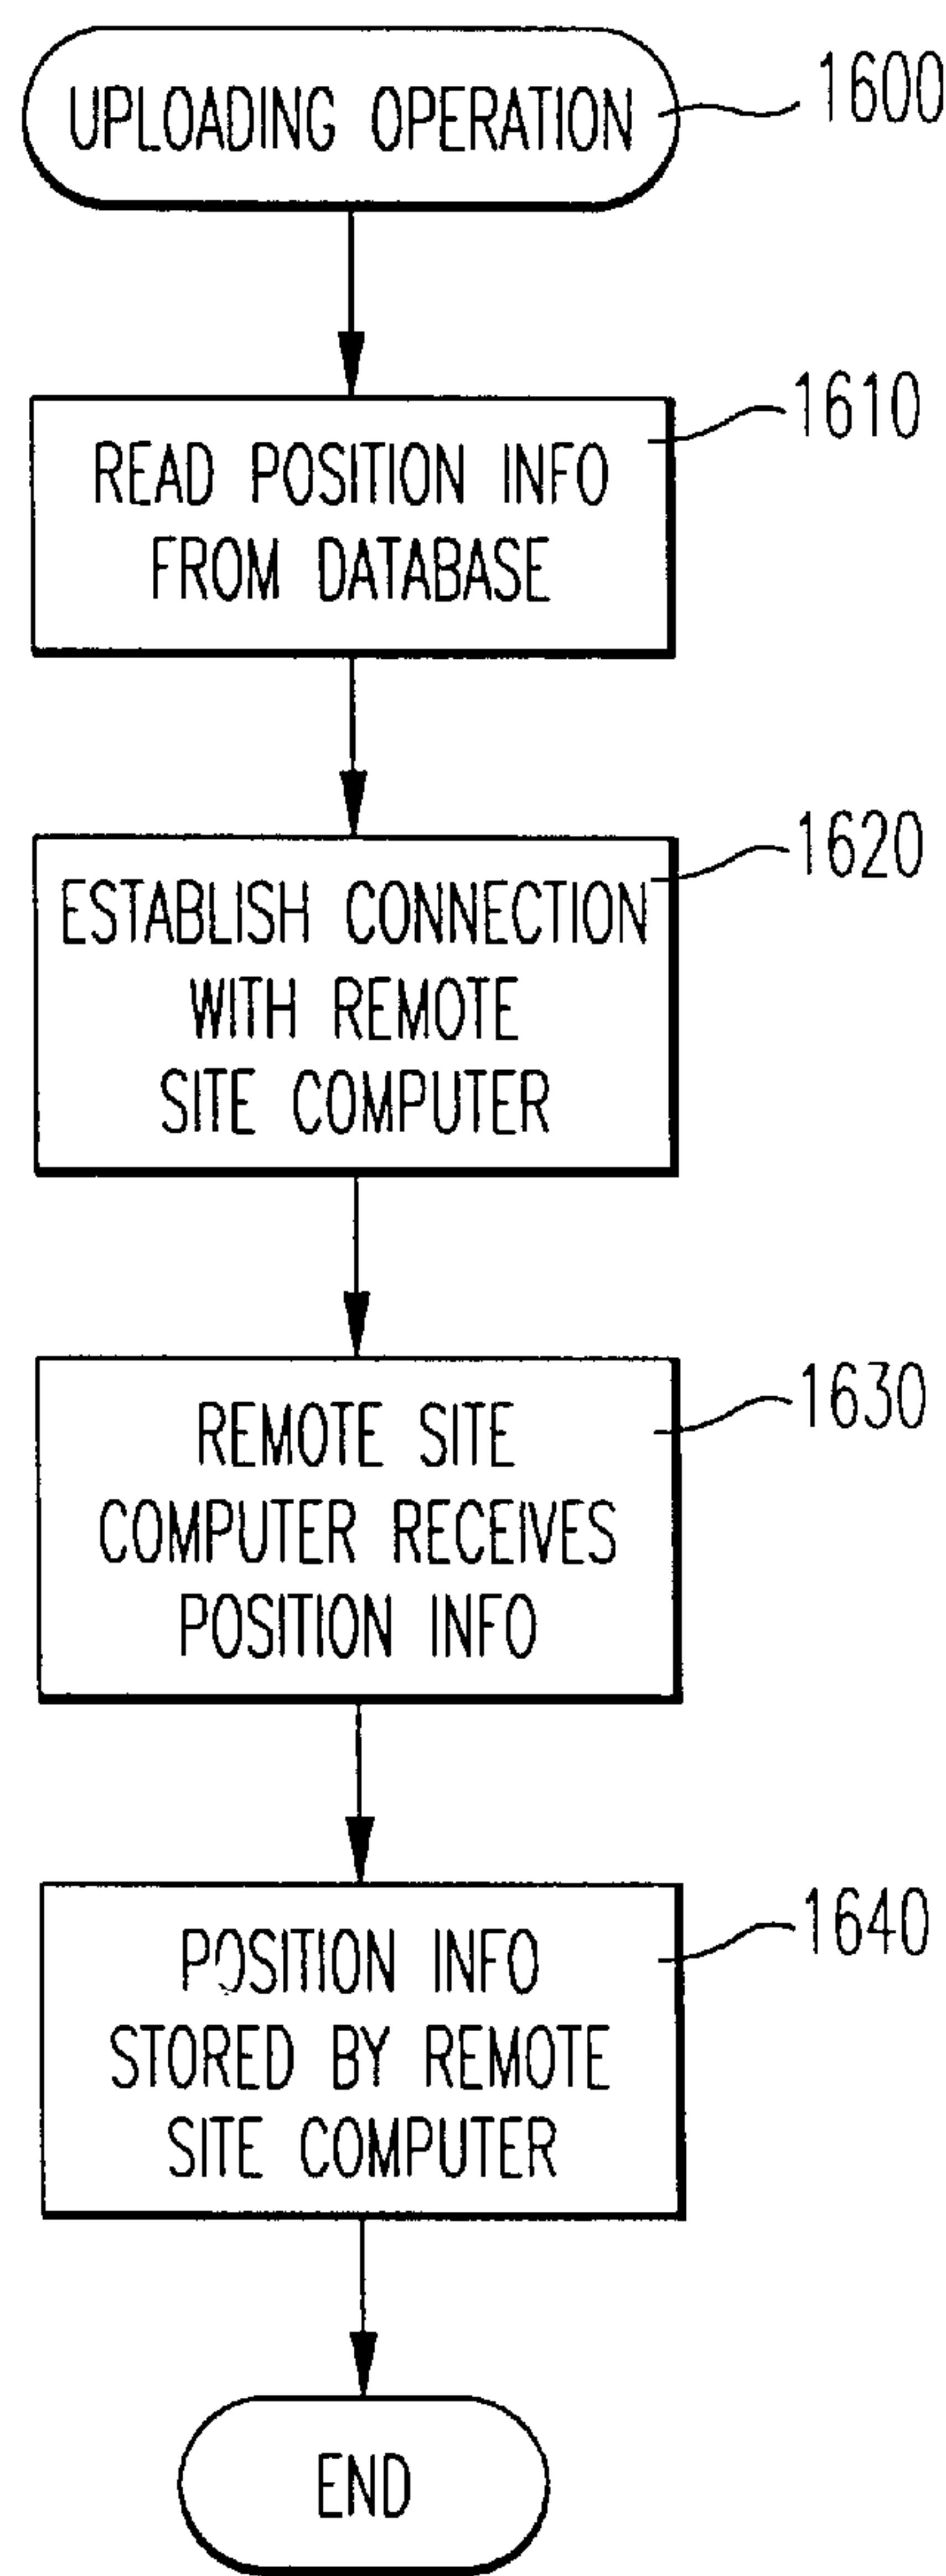 UPLOADING OPERATION
1600
READ POSITION INFO
FROM DATABASE
1610
ESTABLISH CONNECTION
WITH REMOTE
SITE COMPUTER
1620
REMOTE SITE
COMPUTER RECEIVES
POSITION INFO
1630
POSITION INFO
STORED BY REMOTE
SITE COMPUTER
1640
END